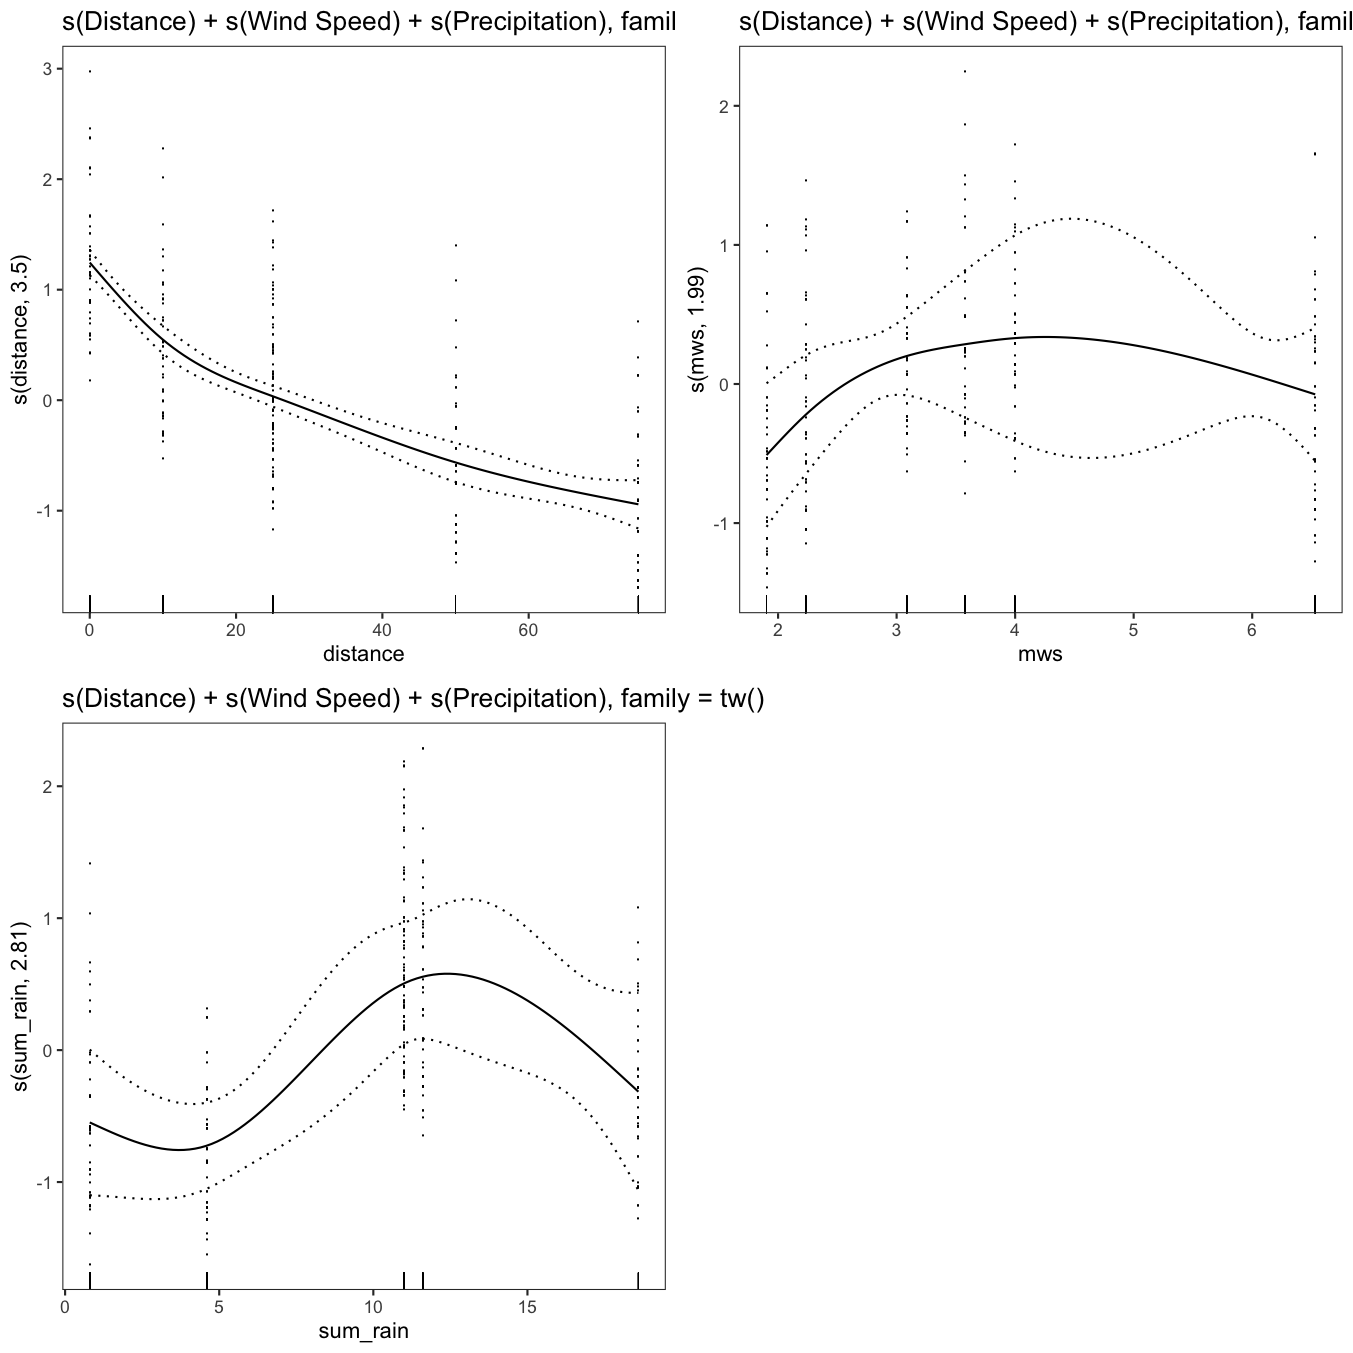 s(Distance) + s(Wind Speed) + s(Precipitation), famil
3
2
1
0
-1
s(distance, 3.5)
0
20
40
60
distance
s(Distance) + s(Wind Speed) + s(Precipitation), famil
2
1
0
-1
s(mws, 1.99)
2
3
4
5
6
mws
s(Distance) + s(Wind Speed) + s(Precipitation), family = tw()
2
1
0
-1
s(sum_rain, 2.81)
0
5
10
15
sum_rain